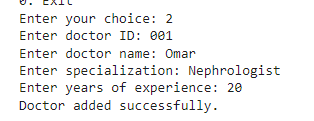 0. Exit
Enter your choice: 2
Enter doctor ID: 001
Enter doctor name: Omar
Enter specialization: Nephrologist
Enter years of experience: 20
Doctor added successfully.